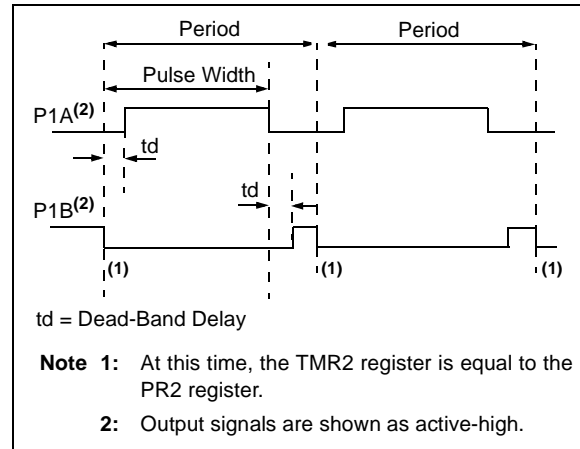 Period Period
Pulse Width
P1A(2)
td
td
P1B(2)
(1) (1) (1)
td = Dead-Band Delay
Note 1: At this time, the TMR2 register is equal to the
PR2 register.
2: Output signals are shown as active-high.